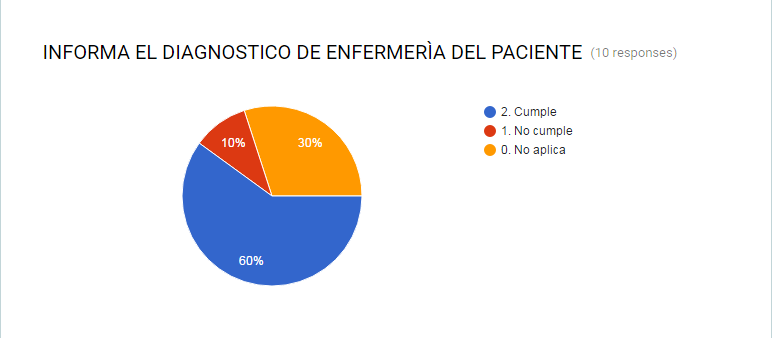 INFORMA EL DIAGNOSTICO DE ENFERMERÌA DEL PACIENTE (10 responses)
2. Cumple
1. No cumple
0. No aplica
10%
30%
60%